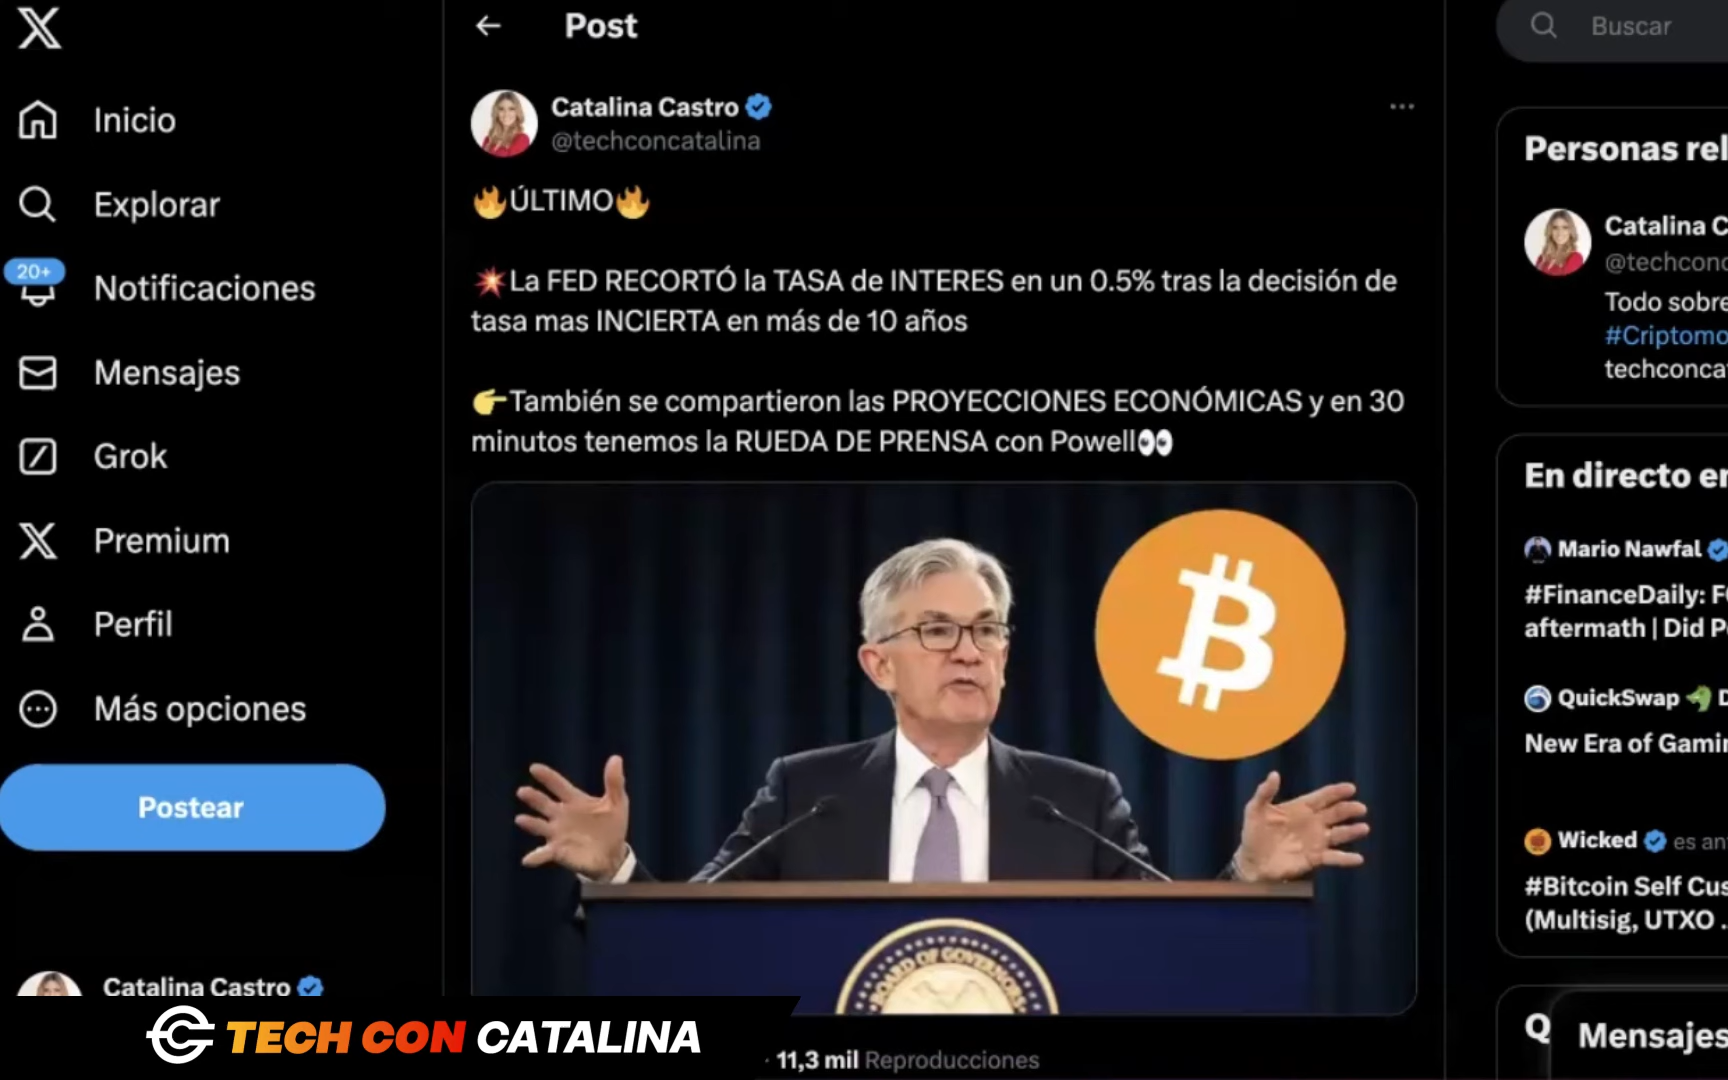 Inicio
Explorar
20+
Notificaciones
Mensajes
Grok
Premium
Perfil
Más opciones
Postear
Catalina Castro
TECH CON CATALINA
Post
Catalina Castro
@techconcatalina
🔥ÚLTIMO🔥
💥La FED RECORTÓ la TASA de INTERES en un 0.5% tras la decisión de
tasa mas INCIERTA en más de 10 años
👉También se compartieron las PROYECCIONES ECONÓMICAS y en 30
minutos tenemos la RUEDA DE PRENSA con Powell👀
BOARD OF GOVERNORS
· 11,3 mil Reproducciones
Buscar
Personas rel
Catalina C
@techconc
Todo sobre
#Criptomo
techconca
En directo en
Mario Nawfal
#FinanceDaily: F
aftermath | Did P
QuickSwap
New Era of Gamin
Wicked es an
#Bitcoin Self Cus
(Multisig, UTXO
Mensajes